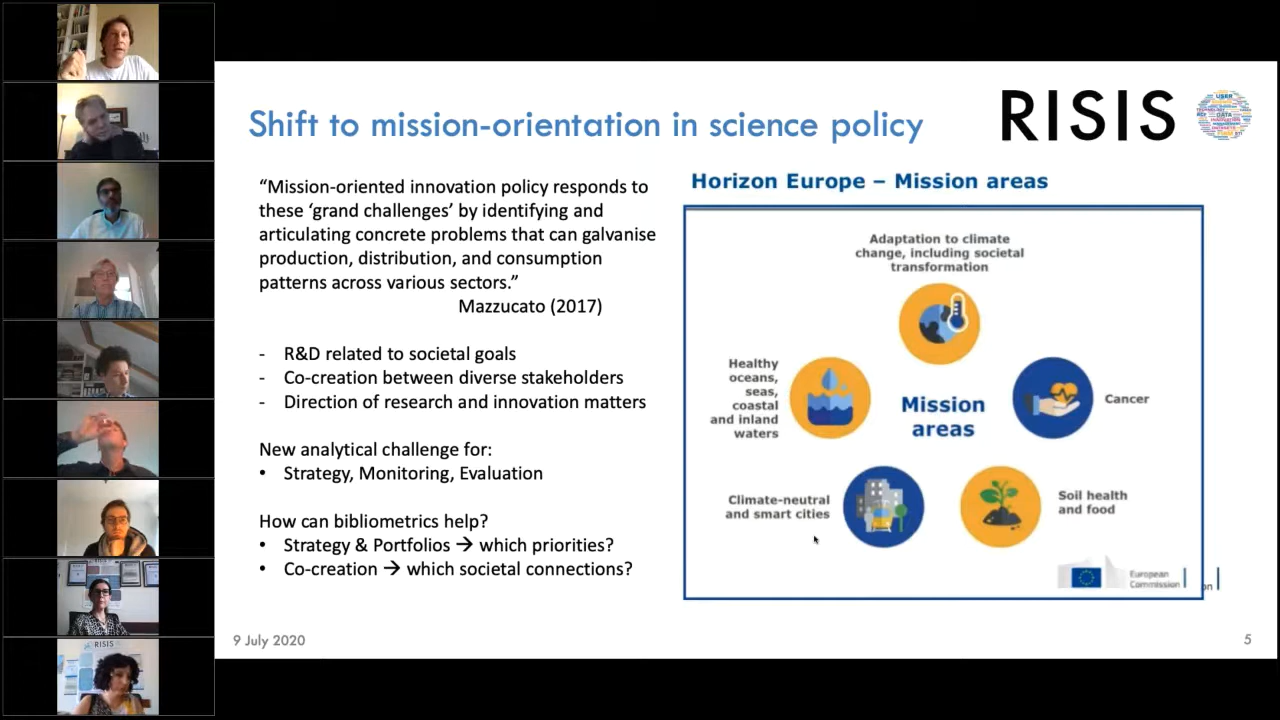 Shift to mission-orientation in science policy
RISIS
“Mission-oriented innovation policy responds to
these ‘grand challenges’ by identifying and
articulating concrete problems that can galvanise
production, distribution, and consumption
patterns across various sectors.”
Mazzucato (2017)
- R&D related to societal goals
- Co-creation between diverse stakeholders
- Direction of research and innovation matters
New analytical challenge for:
• Strategy, Monitoring, Evaluation
How can bibliometrics help?
• Strategy & Portfolios → which priorities?
• Co-creation → which societal connections?
Horizon Europe – Mission areas
Adaptation to climate
change, including societal
transformation
Healthy
oceans,
seas,
coastal
and inland
waters
Mission
areas
Cancer
Climate-neutral
and smart cities
Soil health
and food
European
Commission
on
9 July 2020
5
RISIS